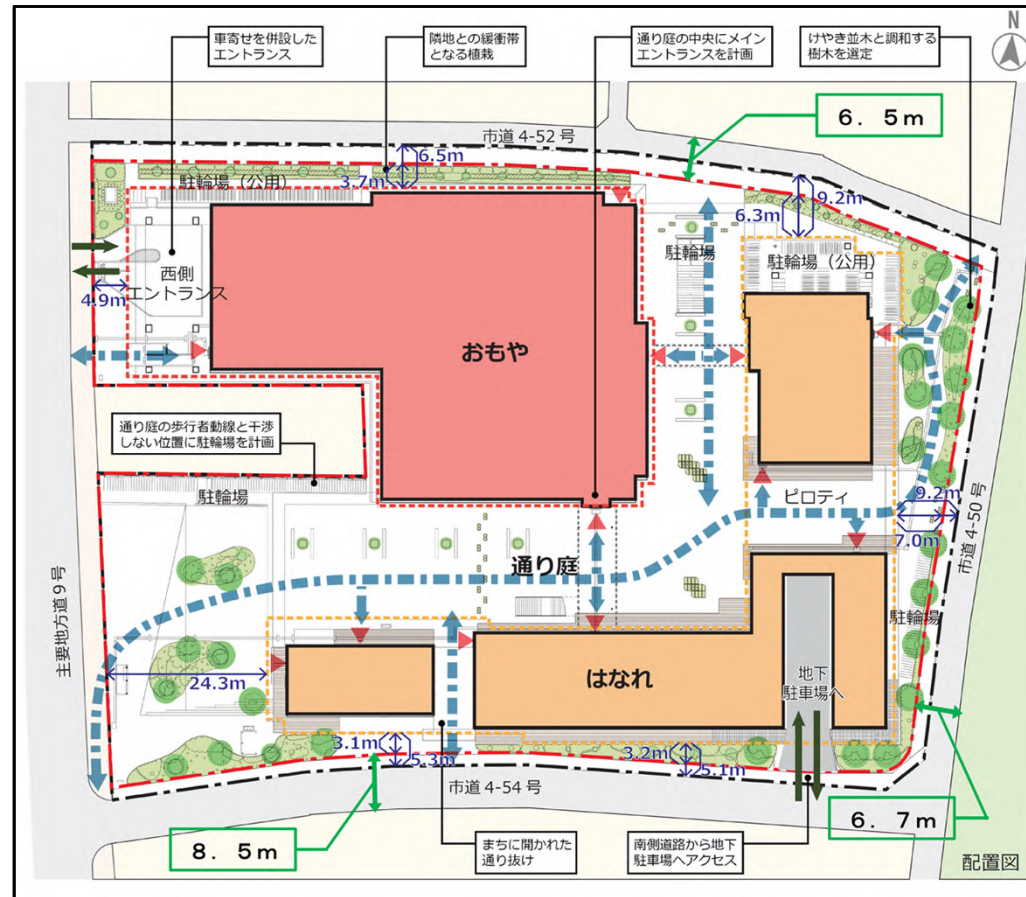 車寄せを併設した
エントランス
隣地との緩衝帯
となる植栽
通り庭の中央にメイン
エントランスを計画
けやき並木と調和する
樹木を選定
N
6.5m
市道 4-52 号
6.5m
3.7m
9.2m
6.3m
駐輪場（公用）
駐輪場
駐輪場（公用）
西側
エントランス
4.9m
おもや
通り庭の歩行者動線と干渉
しない位置に駐輪場を計画
駐輪場
ピロティ
9.2m
7.0m
市道 4-50 号
通り庭
主要地方道 9 号
駐輪場
24.3m
はなれ
地下
駐車場へ
3.1m
5.3m
3.2m
5.1m
市道 4-54 号
8.5m
6.7m
まちに開かれた
通り抜け
南側道路から地下
駐車場へアクセス
配置図